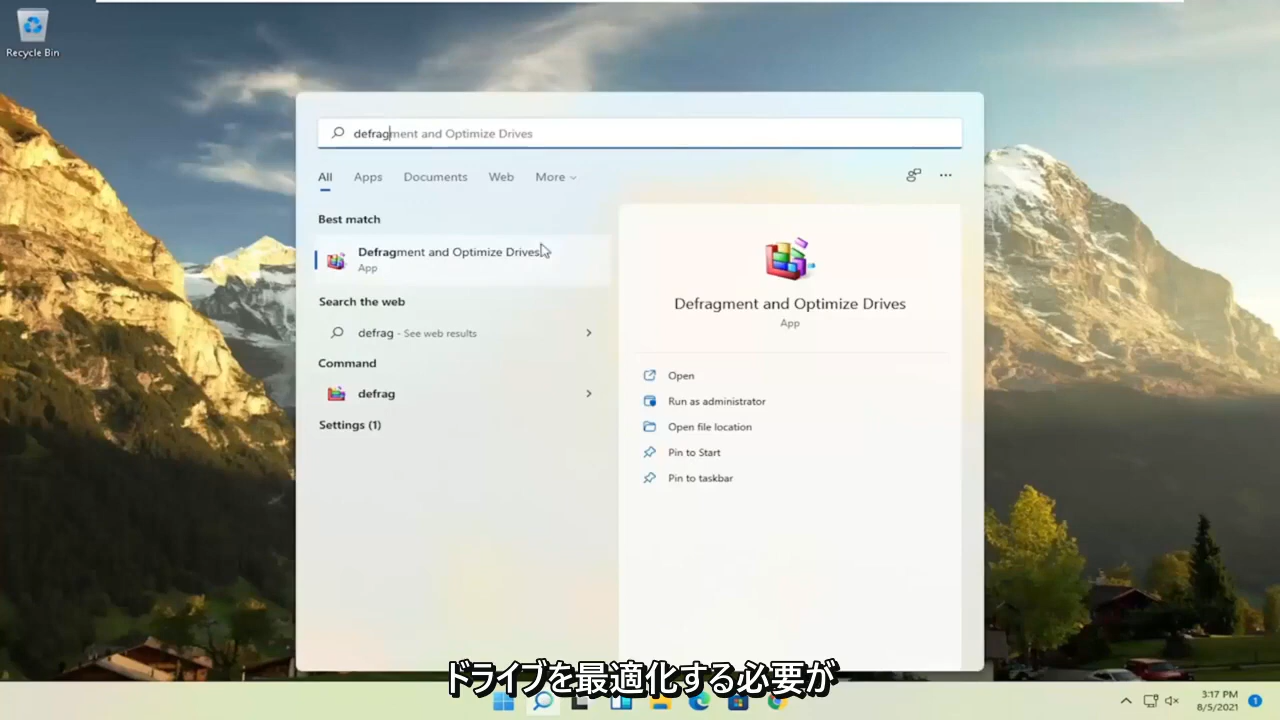 Recycle Bin
defragment and Optimize Drives
All Apps Documents Web More
Best match
Defragment and Optimize Drives
App
Search the web
defrag - See web results
Command
defrag
Settings (1)
Defragment and Optimize Drives
App
Open
Run as administrator
Open file location
Pin to Start
Pin to taskbar
ドライブを最適化する必要が
3:17 PM
8/5/2021
1